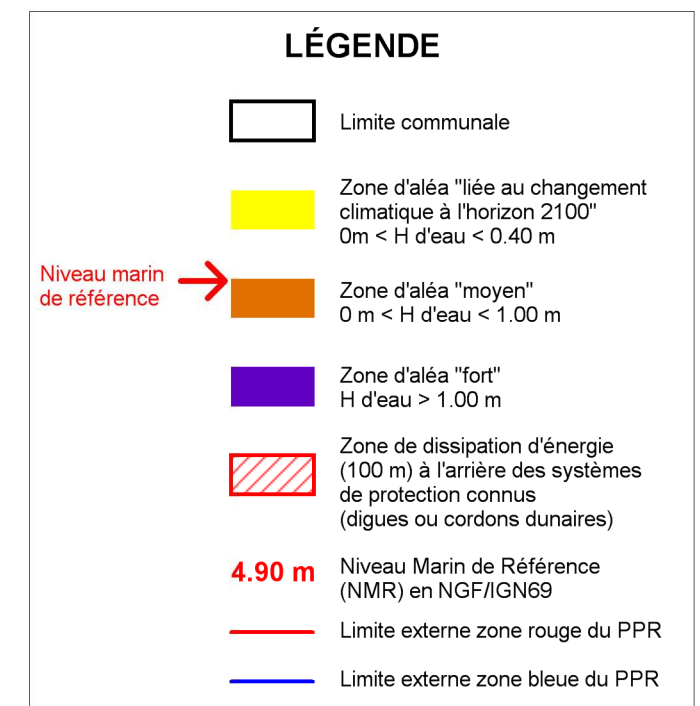 LÉGENDE
Limite communale
Zone d'aléa "liée au changement
climatique à l'horizon 2100"
0m < H d'eau < 0.40 m
Niveau marin
de référence
Zone d'aléa "moyen"
0 m < H d'eau < 1.00 m
Zone d'aléa "fort"
H d'eau > 1.00 m
Zone de dissipation d'énergie
(100 m) à l'arrière des systèmes
de protection connus
(digues ou cordons dunaires)
4.90 m
Niveau Marin de Référence
(NMR) en NGF/IGN69
Limite externe zone rouge du PPR
Limite externe zone bleue du PPR